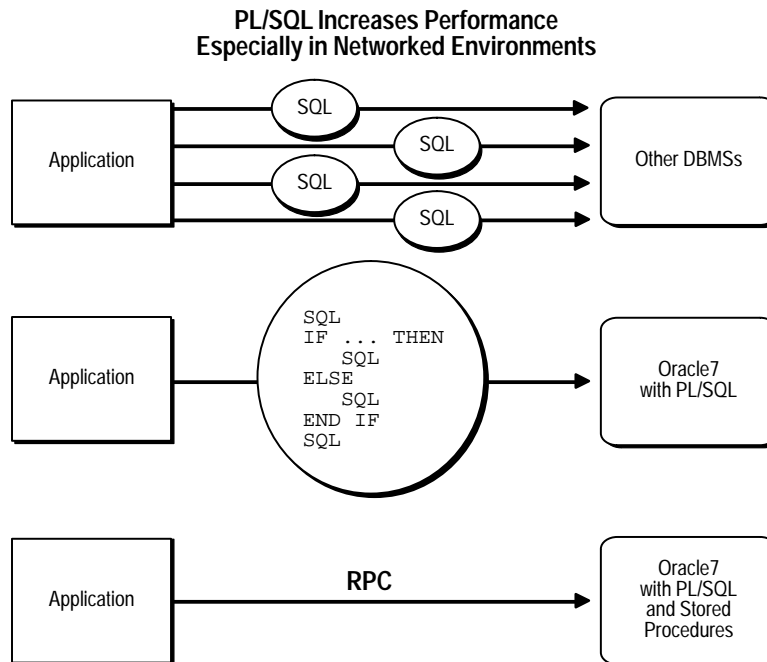 PL/SQL Increases Performance
Especially in Networked Environments
Application
SQL
SQL
SQL
SQL
Other DBMSs
Application
SQL
IF ... THEN
SQL
ELSE
SQL
END IF
SQL
Oracle7
with PL/SQL
Application
RPC
Oracle7
with PL/SQL
and Stored
Procedures